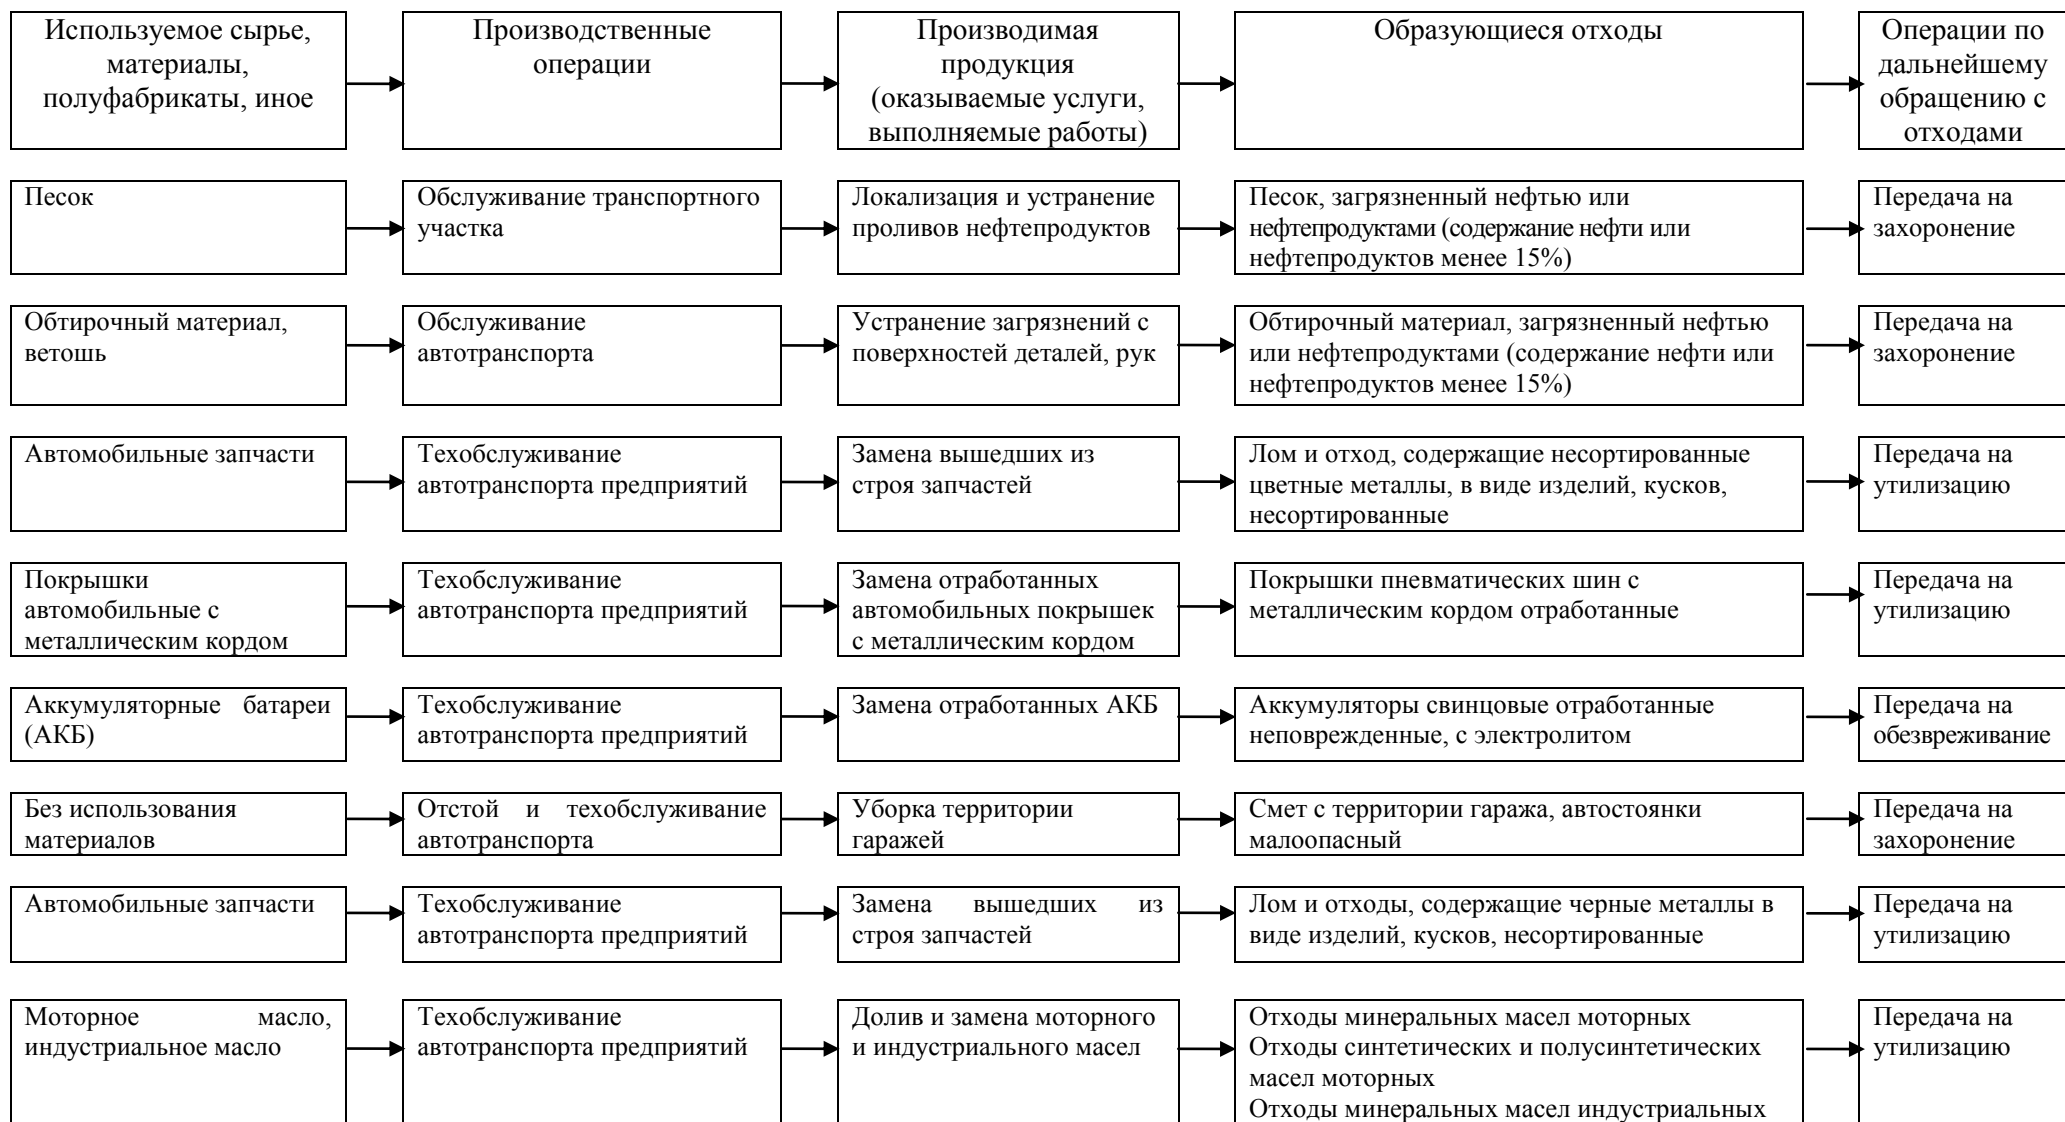 Используемое сырье,
материалы,
полуфабрикаты, иное
Производственные
операции
Производимая
продукция
(оказываемые услуги,
выполняемые работы)
Образующиеся отходы
Операции по
дальнейшему
обращению с
отходами
Песок
Обслуживание транспортного
участка
Локализация и устранение
проливов нефтепродуктов
Песок, загрязненный нефтью или
нефтепродуктами (содержание нефти или
нефтепродуктов менее 15%)
Передача на
захоронение
Обтирочный материал,
ветошь
Обслуживание
автотранспорта
Устранение загрязнений с
поверхностей деталей, рук
Обтирочный материал, загрязненный нефтью
или нефтепродуктами (содержание нефти или
нефтепродуктов менее 15%)
Передача на
захоронение
Автомобильные запчасти
Техобслуживание
автотранспорта предприятий
Замена вышедших из
строя запчастей
Лом и отход, содержащие несортированные
цветные металлы, в виде изделий, кусков,
несортированные
Передача на
утилизацию
Покрышки
автомобильные с
металлическим кордом
Техобслуживание
автотранспорта предприятий
Замена отработанных
автомобильных покрышек
с металлическим кордом
Покрышки пневматических шин с
металлическим кордом отработанные
Передача на
утилизацию
Аккумуляторные батареи
(АКБ)
Техобслуживание
автотранспорта предприятий
Замена отработанных АКБ
Аккумуляторы свинцовые отработанные
неповрежденные, с электролитом
Передача на
обезвреживание
Без использования
материалов
Отстой и техобслуживание
автотранспорта
Уборка территории
гаражей
Смет с территории гаража, автостоянки
малоопасный
Передача на
захоронение
Автомобильные запчасти
Техобслуживание
автотранспорта предприятий
Замена вышедших из
строя запчастей
Лом и отходы, содержащие черные металлы в
виде изделий, кусков, несортированные
Передача на
утилизацию
Моторное масло,
индустриальное масло
Техобслуживание
автотранспорта предприятий
Долив и замена моторного
и индустриального масел
Отходы минеральных масел моторных
Отходы синтетических и полусинтетических
масел моторных
Отходы минеральных масел индустриальных
Передача на
утилизацию